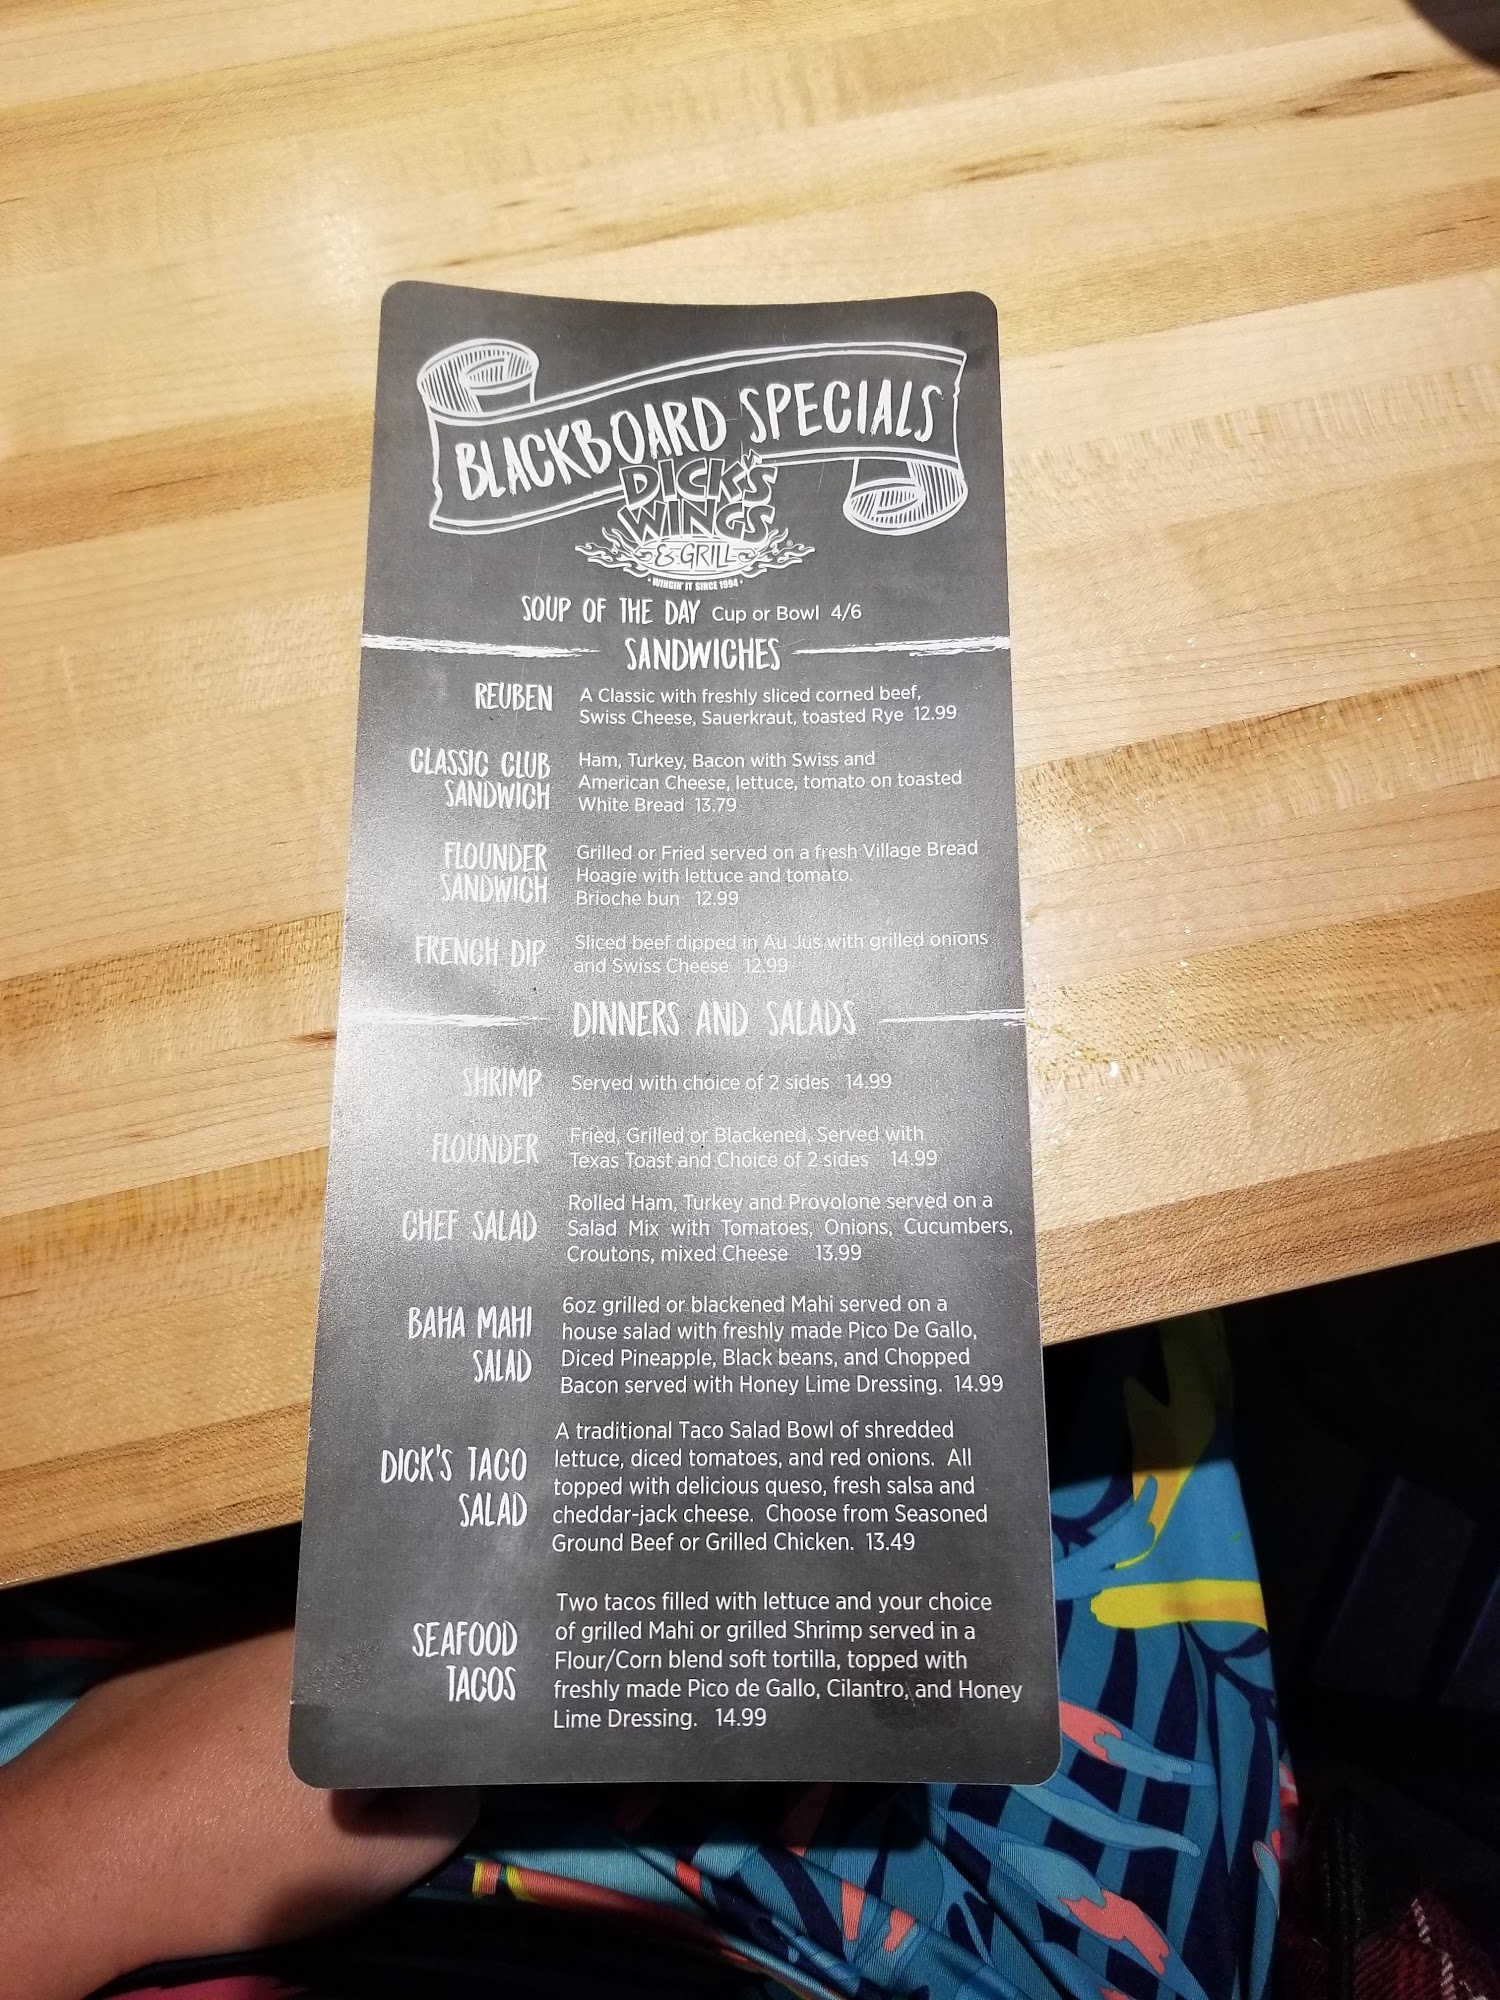 BLACKBOARD SPECIALS
DICK'S
WINGS
& GRILL
• WINGIN' IT SINCE 1994 •
SOUP OF THE DAY Cup or Bowl 4/6
SANDWICHES
REUBEN
A Classic with freshly sliced corned beef,
Swiss Cheese, Sauerkraut, toasted Rye 12.99
CLASSIC CLUB
SANDWICH
Ham, Turkey, Bacon with Swiss and
American Cheese, lettuce, tomato on toasted
White Bread 13.79
FLOUNDER
SANDWICH
Grilled or Fried served on a fresh Village Bread
Hoagie with lettuce and tomato.
Brioche bun 12.99
FRENCH DIP
Sliced beef dipped in Au Jus with grilled onions
and Swiss Cheese 12.99
DINNERS AND SALADS
SHRIMP
Served with choice of 2 sides 14.99
FLOUNDER
Fried, Grilled or Blackened, Served with
Texas Toast and Choice of 2 sides 14.99
CHEF SALAD
Rolled Ham, Turkey and Provolone served on a
Salad Mix with Tomatoes, Onions, Cucumbers,
Croutons, mixed Cheese 13.99
BAHA MAHI
SALAD
6oz grilled or blackened Mahi served on a
house salad with freshly made Pico De Gallo,
Diced Pineapple, Black beans, and Chopped
Bacon served with Honey Lime Dressing. 14.99
DICK'S TACO
SALAD
A traditional Taco Salad Bowl of shredded
lettuce, diced tomatoes, and red onions. All
topped with delicious queso, fresh salsa and
cheddar-jack cheese. Choose from Seasoned
Ground Beef or Grilled Chicken. 13.49
SEAFOOD
TACOS
Two tacos filled with lettuce and your choice
of grilled Mahi or grilled Shrimp served in a
Flour/Corn blend soft tortilla, topped with
freshly made Pico de Gallo, Cilantro, and Honey
Lime Dressing. 14.99